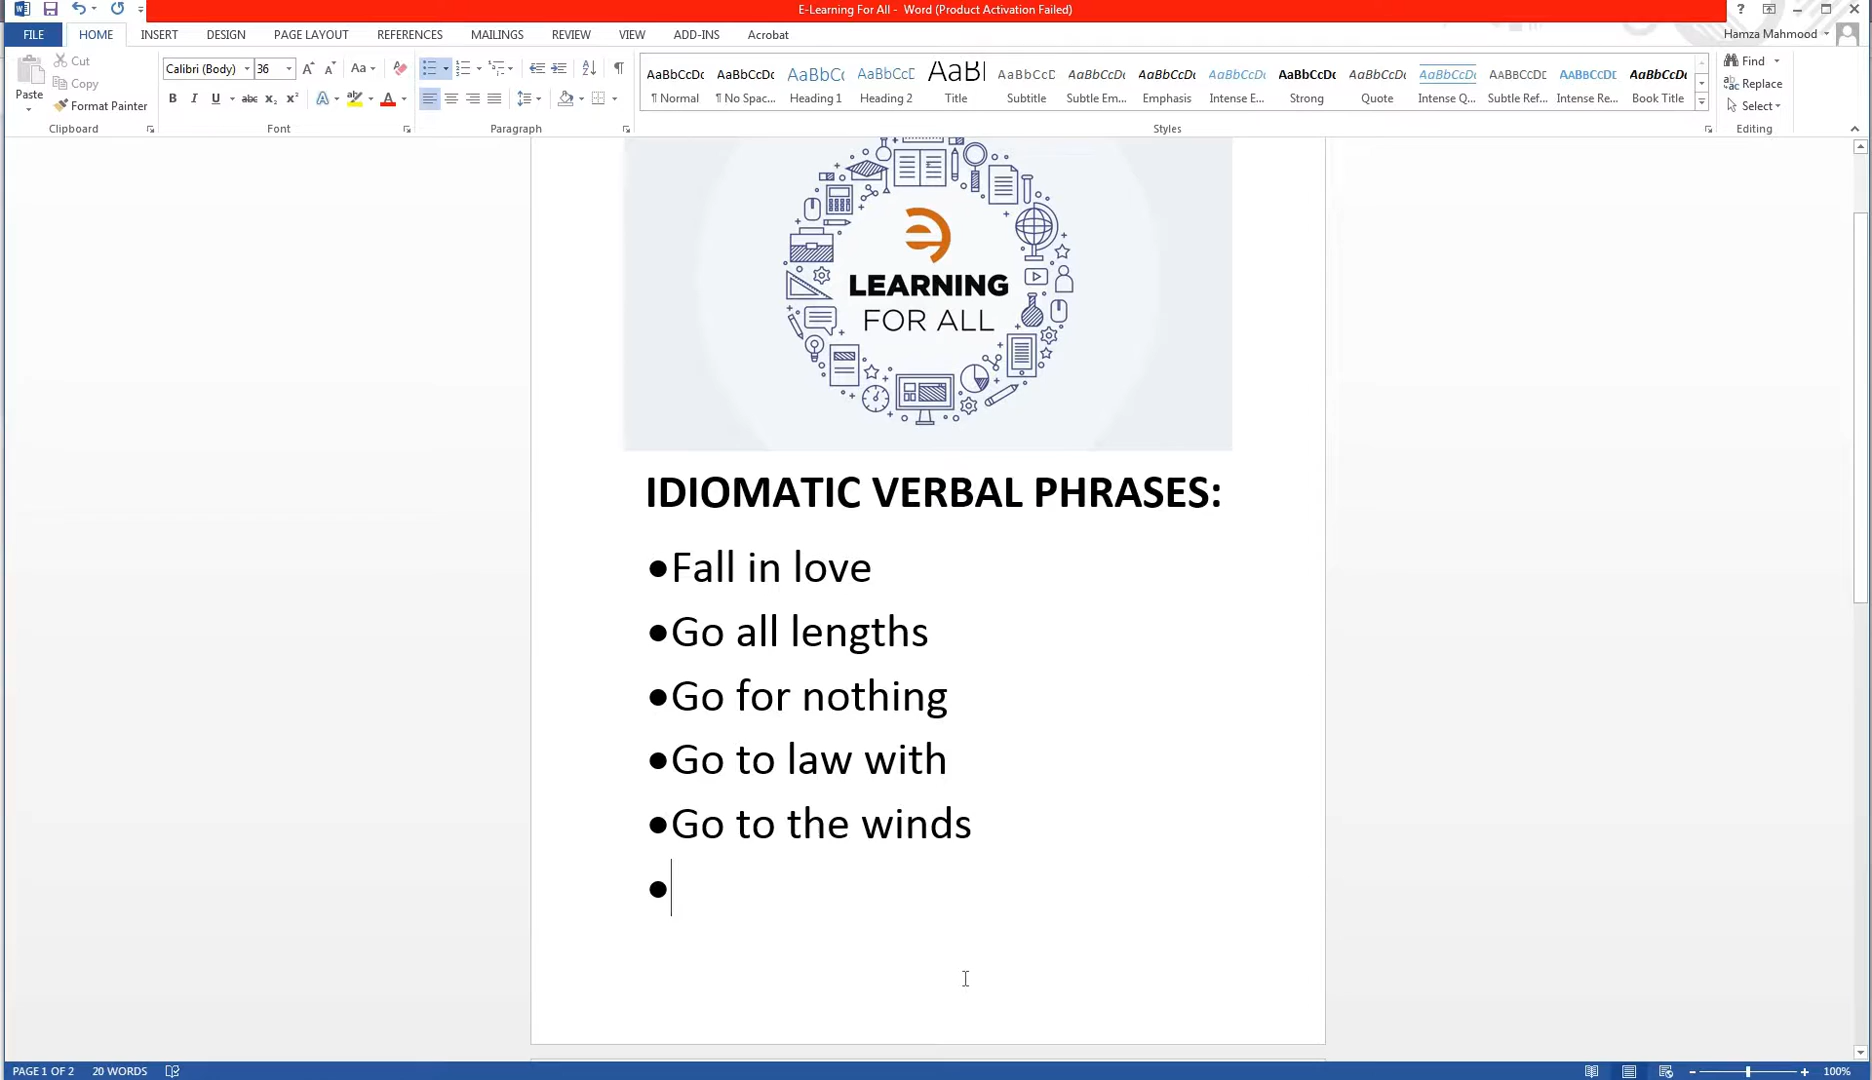 E-Learning For All - Word (Product Activation Failed)
FILE HOME INSERT DESIGN PAGE LAYOUT REFERENCES MAILINGS REVIEW VIEW ADD-INS Acrobat Hamza Mahmood
Paste
Cut
Copy
Format Painter
Calibri (Body) 36
Clipboard Font Paragraph Styles Editing
AaBbCcDc AaBbCcDc AaBbC AaBbCcD AaBl AaBbCcD AaBbCcDc AaBbCcDc AaBbCcDc AaBbCcDc AaBbCcDc AaBbCcDc AABBCCDD AABBCCDD AaBbCcDc
¶ Normal ¶ No Spac... Heading 1 Heading 2 Title Subtitle Subtle Em... Emphasis Intense E... Strong Quote Intense Q... Subtle Ref... Intense Re... Book Title
Find
Replace
Select
LEARNING
FOR ALL
IDIOMATIC VERBAL PHRASES:
•Fall in love
•Go all lengths
•Go for nothing
•Go to law with
•Go to the winds
•
PAGE 1 OF 2 20 WORDS 100%